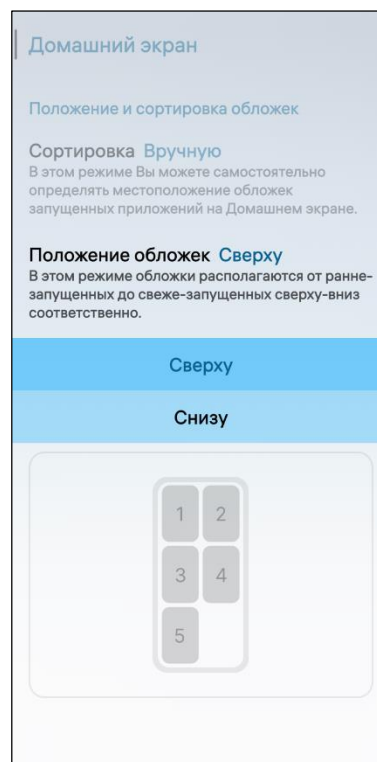 Домашний экран
Положение и сортировка обложек
Сортировка Вручную
В этом режиме Вы можете самостоятельно
определять местоположение обложек
запущенных приложений на Домашнем экране.
Положение обложек Сверху
В этом режиме обложки располагаются от ранне-
запущенных до свеже-запущенных сверху-вниз
соответственно.
Сверху
Снизу
1 2
3 4
5